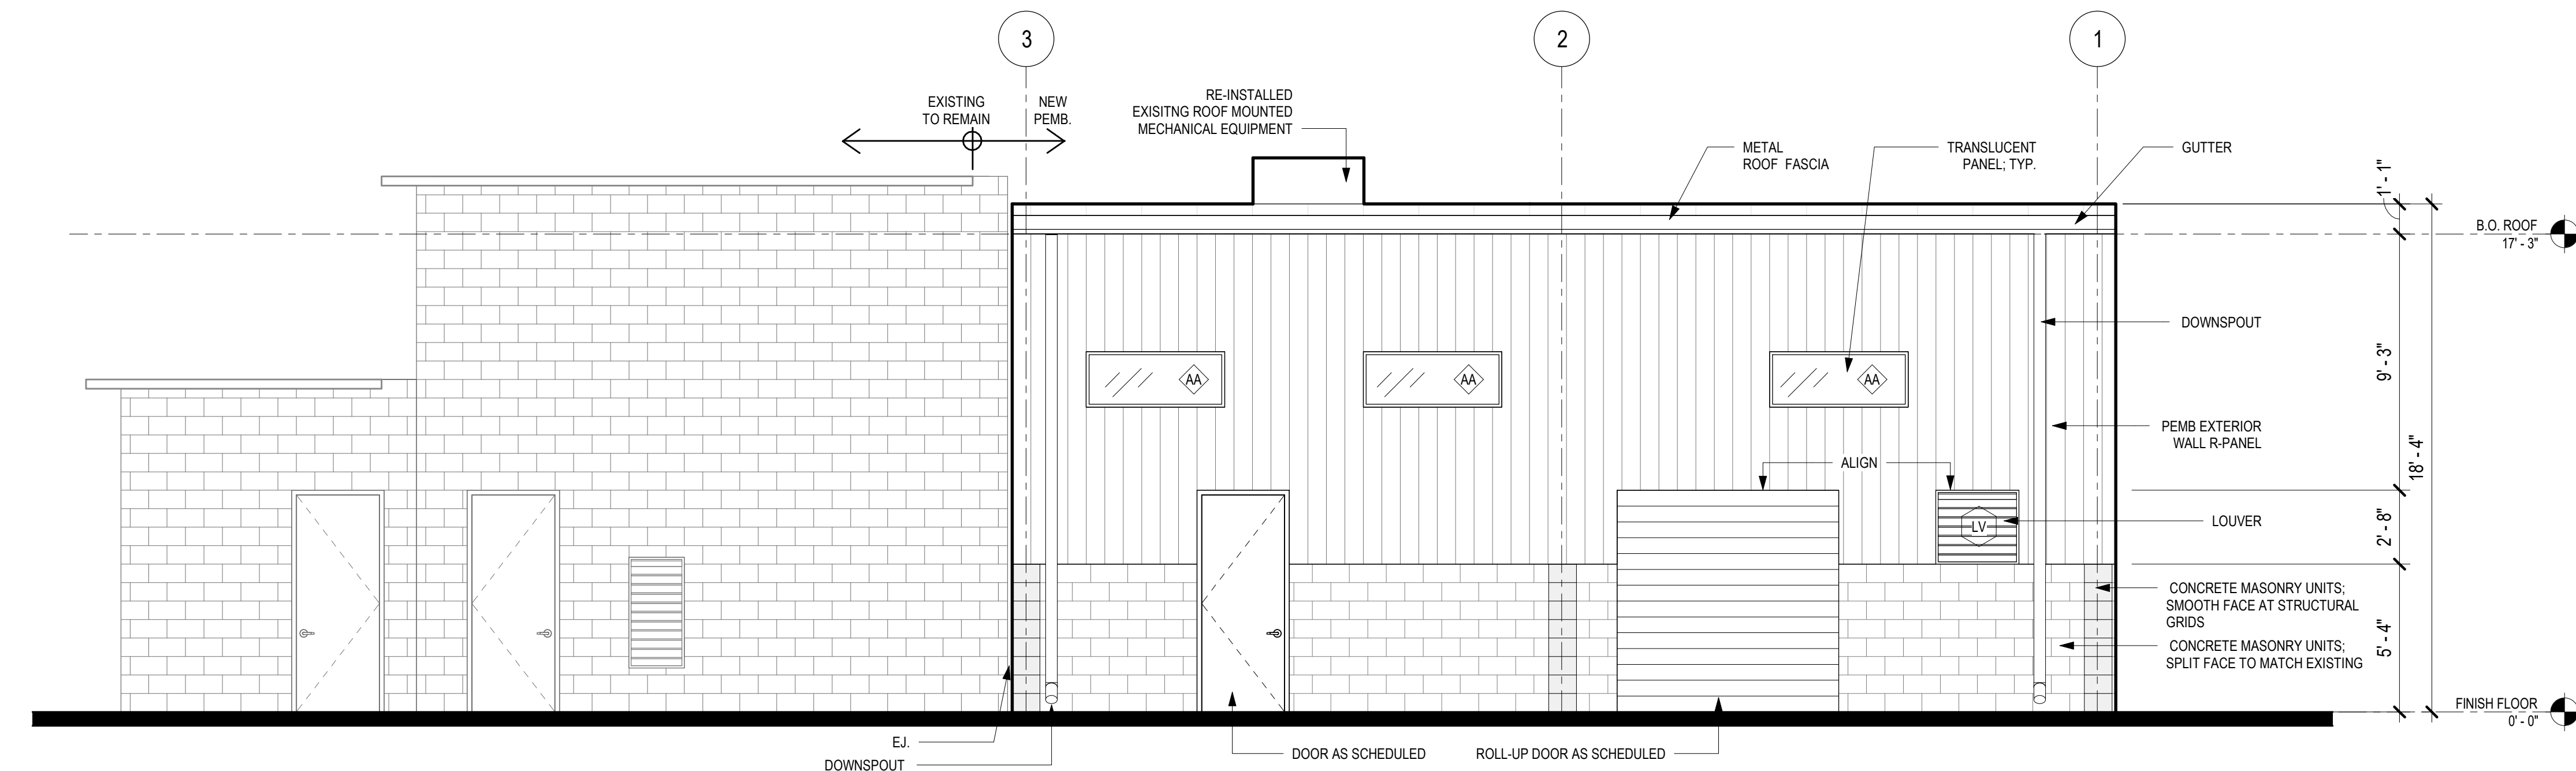 3
2
1
EXISTING
TO REMAIN
NEW
PEMB.
RE-INSTALLED
EXISITNG ROOF MOUNTED
MECHANICAL EQUIPMENT
METAL
ROOF FASCIA
TRANSLUCENT
PANEL; TYP.
GUTTER
1' - 1"
B.O. ROOF
17' - 3"
DOWNSPOUT
9' - 3"
AA
AA
AA
PEMB EXTERIOR
WALL R-PANEL
18' - 4"
ALIGN
LV
LOUVER
2' - 8"
CONCRETE MASONRY UNITS;
SMOOTH FACE AT STRUCTURAL
GRIDS
5' - 4"
CONCRETE MASONRY UNITS;
SPLIT FACE TO MATCH EXISTING
FINISH FLOOR
0' - 0"
EJ.
DOWNSPOUT
DOOR AS SCHEDULED
ROLL-UP DOOR AS SCHEDULED